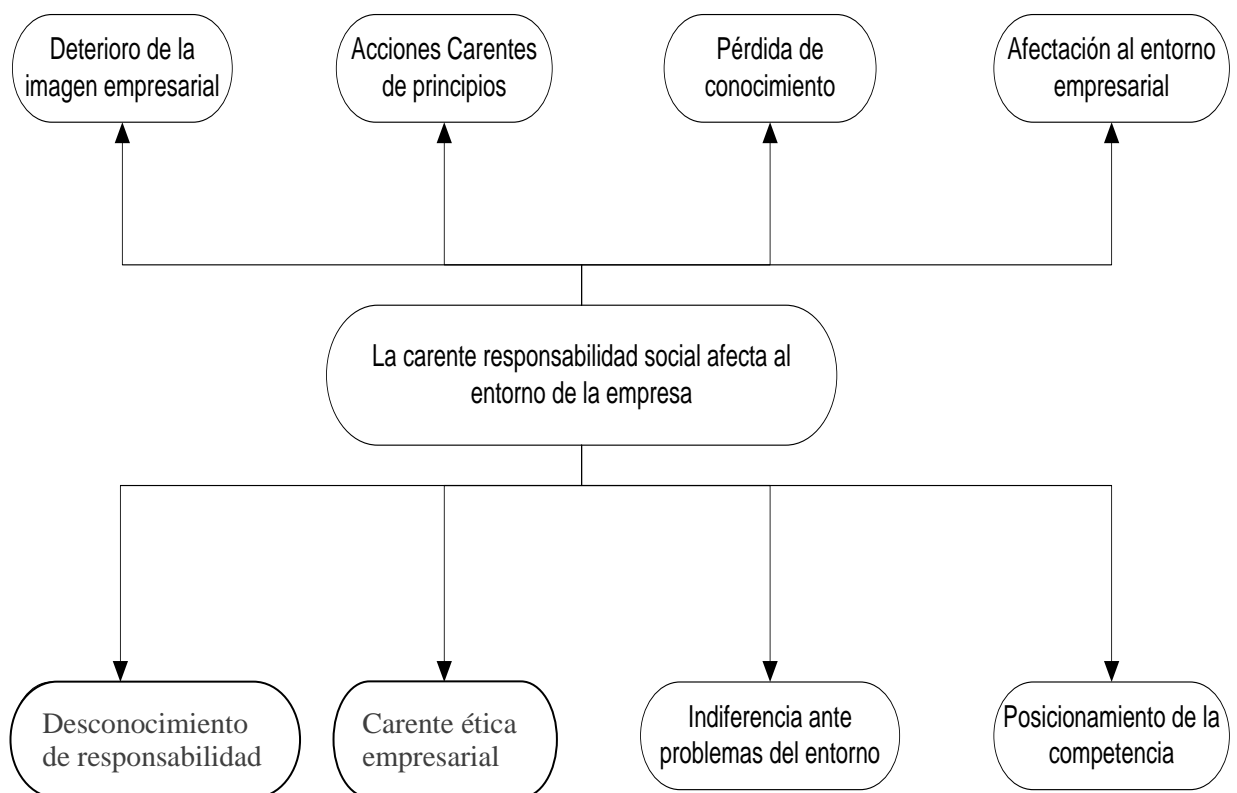 Deterioro de la
imagen empresarial
Acciones Carentes
de principios
Pérdida de
conocimiento
Afectación al entorno
empresarial
La carente responsabilidad social afecta al
entorno de la empresa
Desconocimiento
de responsabilidad
Carente ética
empresarial
Indiferencia ante
problemas del entorno
Posicionamiento de la
competencia